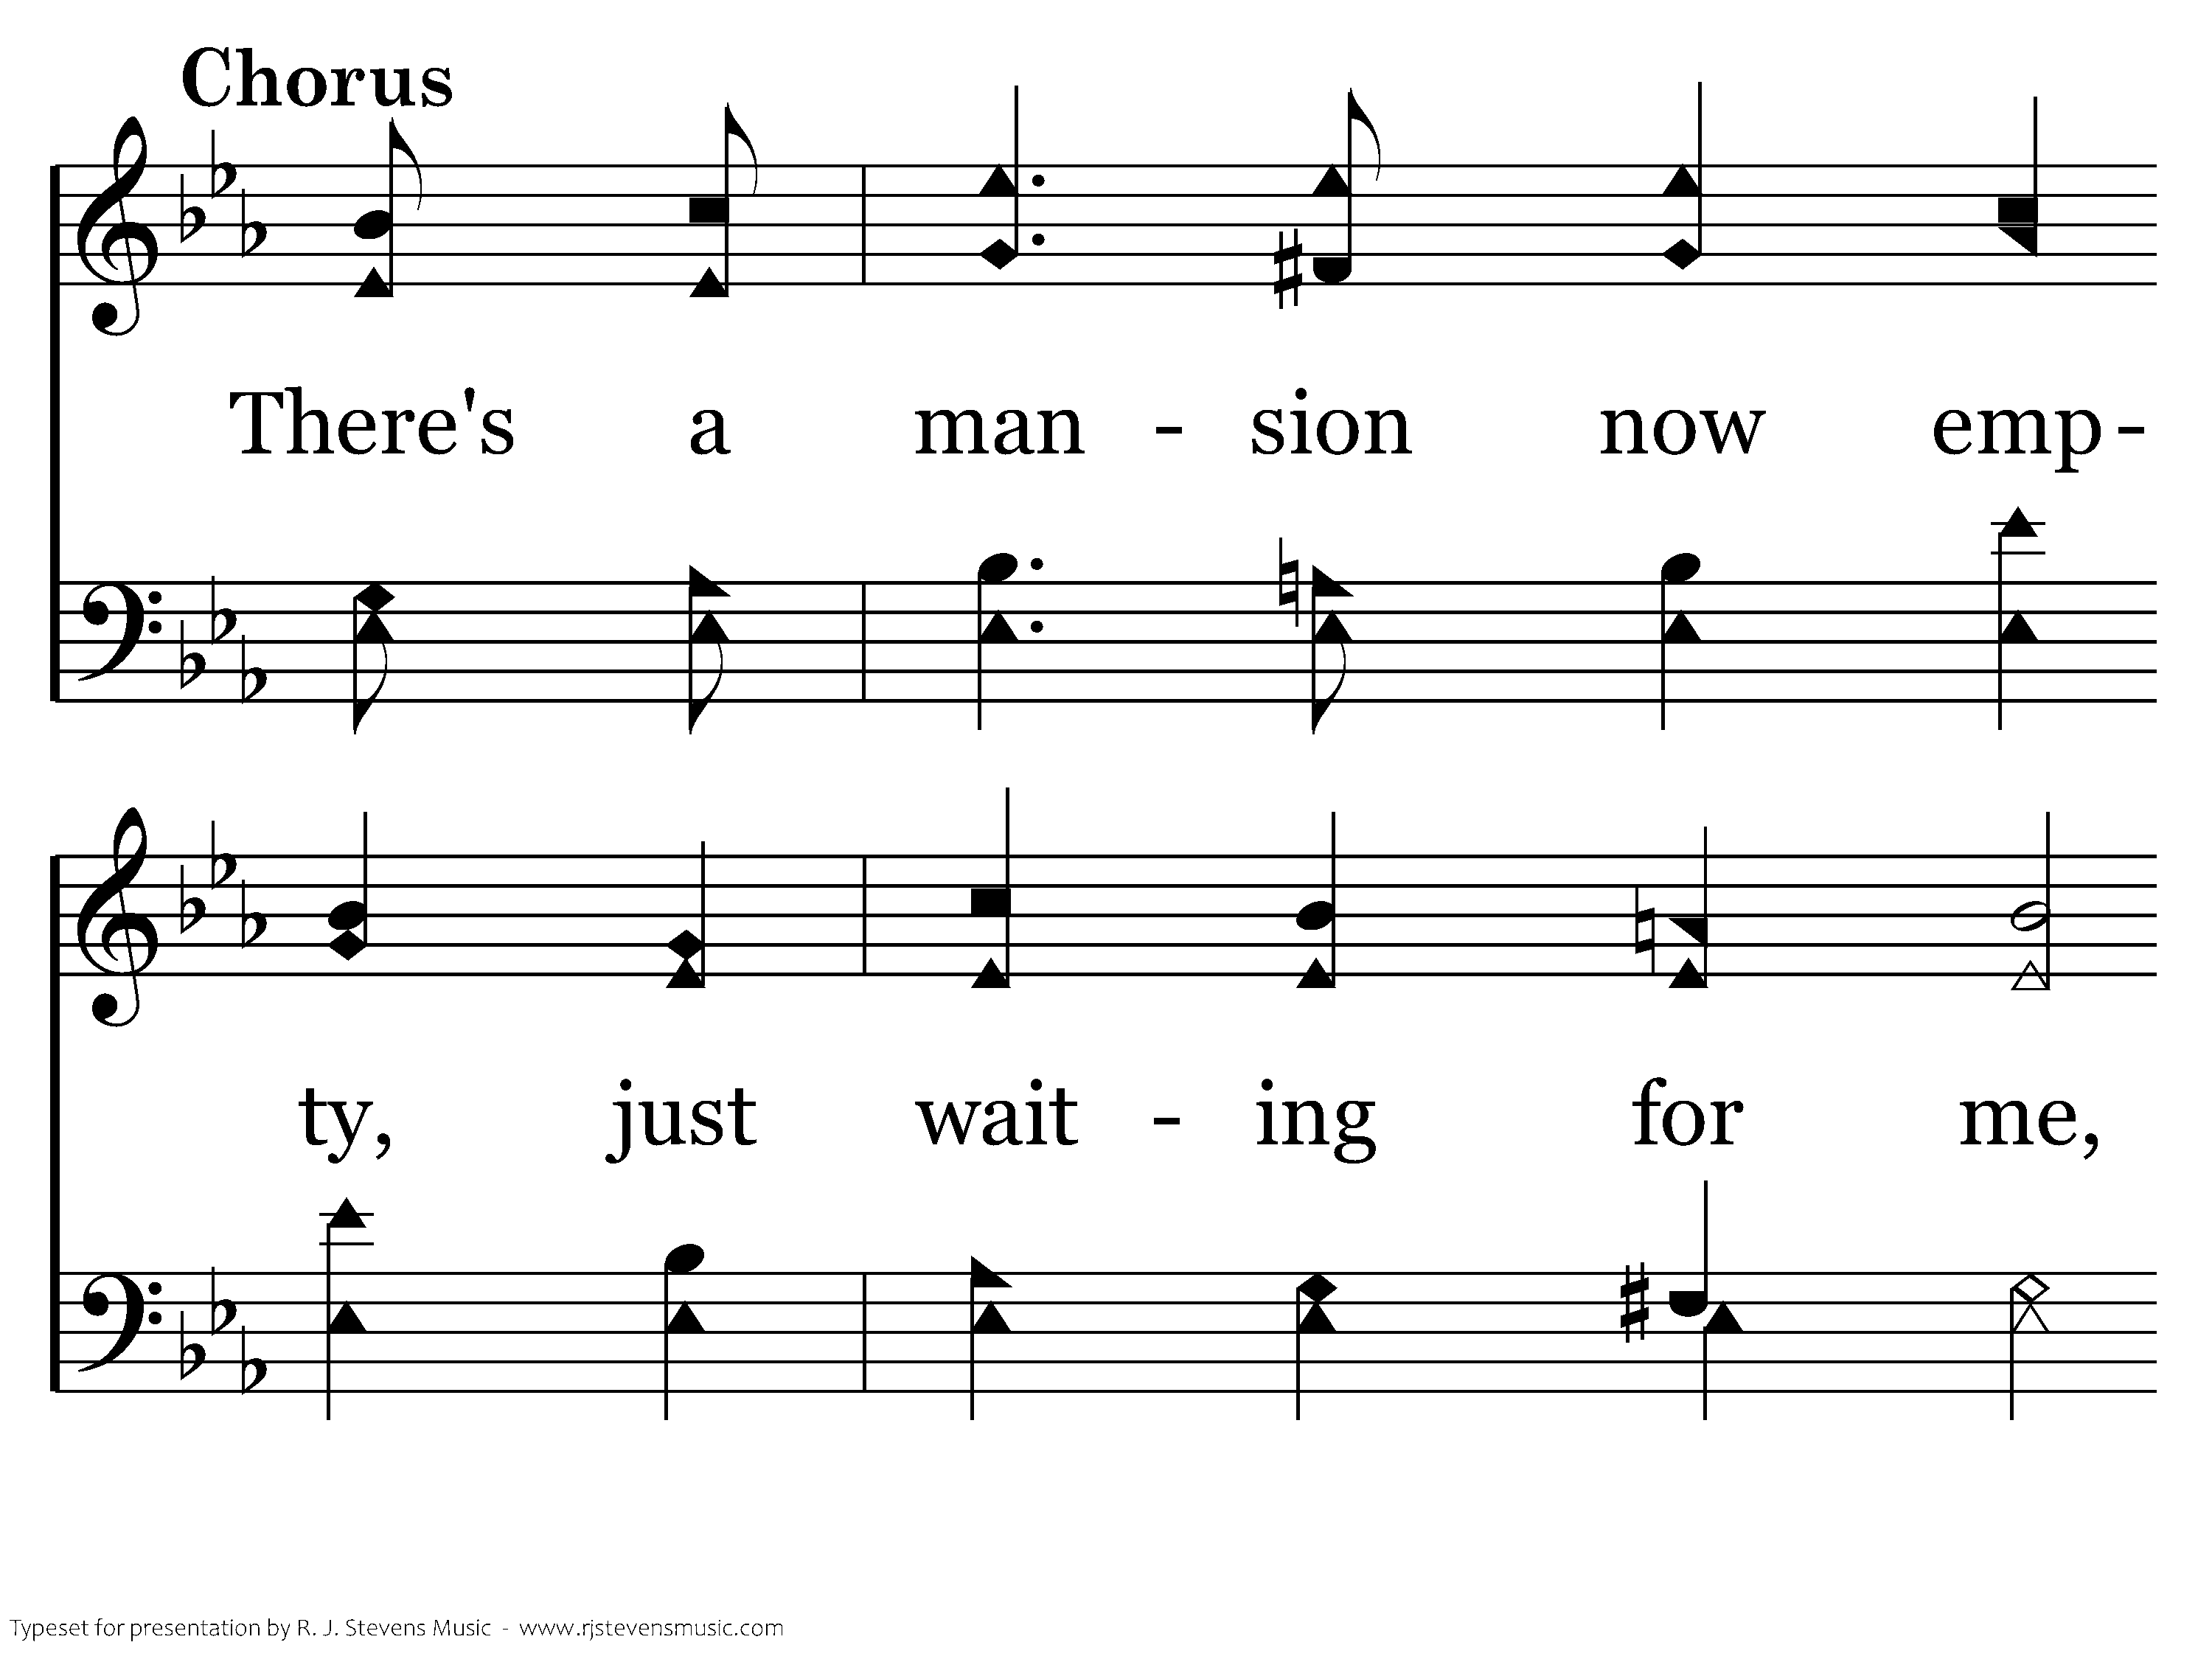 Chorus
There's a man - sion now emp -
ty, just wait - ing for me,
Typeset for presentation by R. J. Stevens Music - www.rjstevensmusic.com